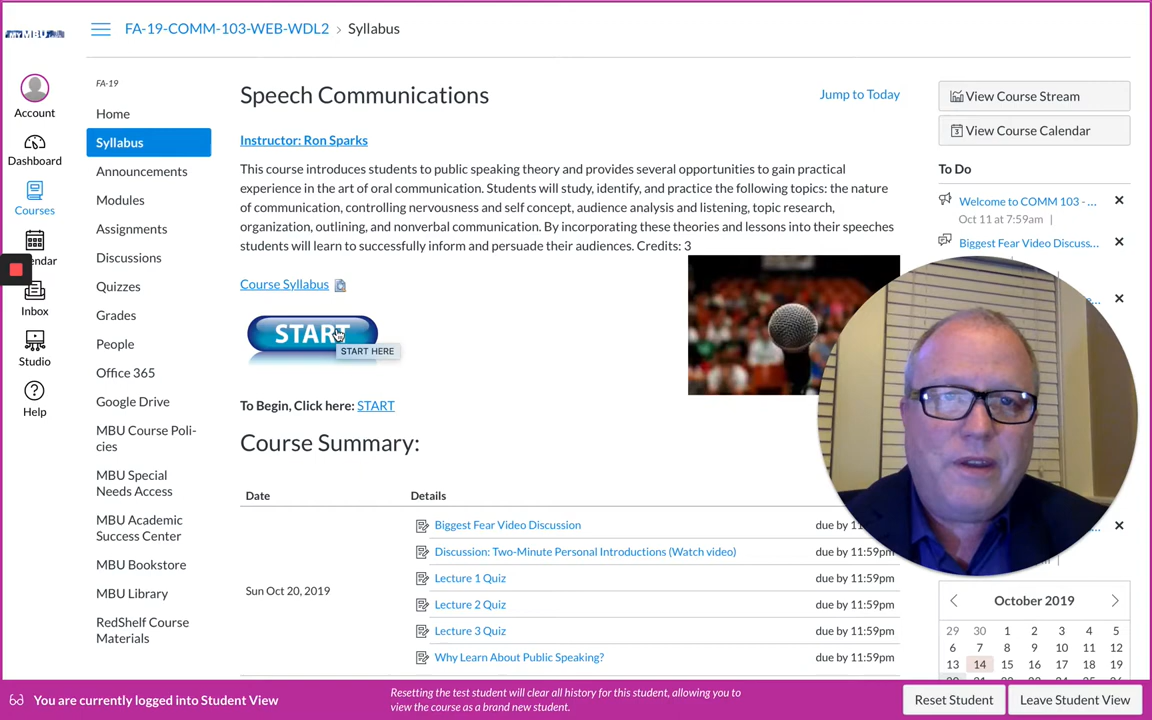 myMBU
FA-19-COMM-103-WEB-WDL2 > Syllabus
Account
Dashboard
Courses
endar
Inbox
Studio
Help
FA-19
Home
Syllabus
Announcements
Modules
Assignments
Discussions
Quizzes
Grades
People
Office 365
Google Drive
MBU Course Poli-
cies
MBU Special
Needs Access
MBU Academic
Success Center
MBU Bookstore
MBU Library
RedShelf Course
Materials
Speech Communications
Jump to Today
Instructor: Ron Sparks
This course introduces students to public speaking theory and provides several opportunities to gain practical
experience in the art of oral communication. Students will study, identify, and practice the following topics: the nature
of communication, controlling nervousness and self concept, audience analysis and listening, topic research,
organization, outlining, and nonverbal communication. By incorporating these theories and lessons into their speeches
students will learn to successfully inform and persuade their audiences. Credits: 3
Course Syllabus
START
START HERE
To Begin, Click here: START
Course Summary:
Date Details
Sun Oct 20, 2019
Biggest Fear Video Discussion due by 11
Discussion: Two-Minute Personal Introductions (Watch video) due by 11:59pm
Lecture 1 Quiz due by 11:59pm
Lecture 2 Quiz due by 11:59pm
Lecture 3 Quiz due by 11:59pm
Why Learn About Public Speaking? due by 11:59pm
View Course Stream
3 View Course Calendar
To Do
Welcome to COMM 103 - ...
Oct 11 at 7:59am |
Biggest Fear Video Discuss...
October 2019
29 30 1 2 3 4 5
6 7 8 9 10 11 12
13 14 15 16 17 18 19
You are currently logged into Student View
Resetting the test student will clear all history for this student, allowing you to
view the course as a brand new student.
Reset Student
Leave Student View